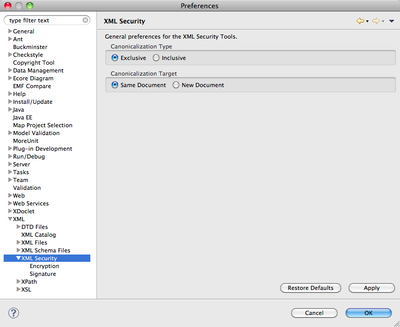 Preferences
type filter text
XML Security
General
Ant
Buckminster
Checkstyle
Copyright Tool
Data Management
Ecore Diagram
EMF Compare
Help
Install/Update
Java
Java EE
Map Project Selection
Model Validation
MoreUnit
Plug-in Development
Run/Debug
Server
Tasks
Team
Validation
Web
Web Services
XDoclet
XML
DTD Files
XML Catalog
XML Files
XML Schema Files
XML Security
Encryption
Signature
XPath
XSL
General preferences for the XML Security Tools.
Canonicalization Type
Exclusive Inclusive
Canonicalization Target
Same Document New Document
Restore Defaults Apply
? Cancel OK